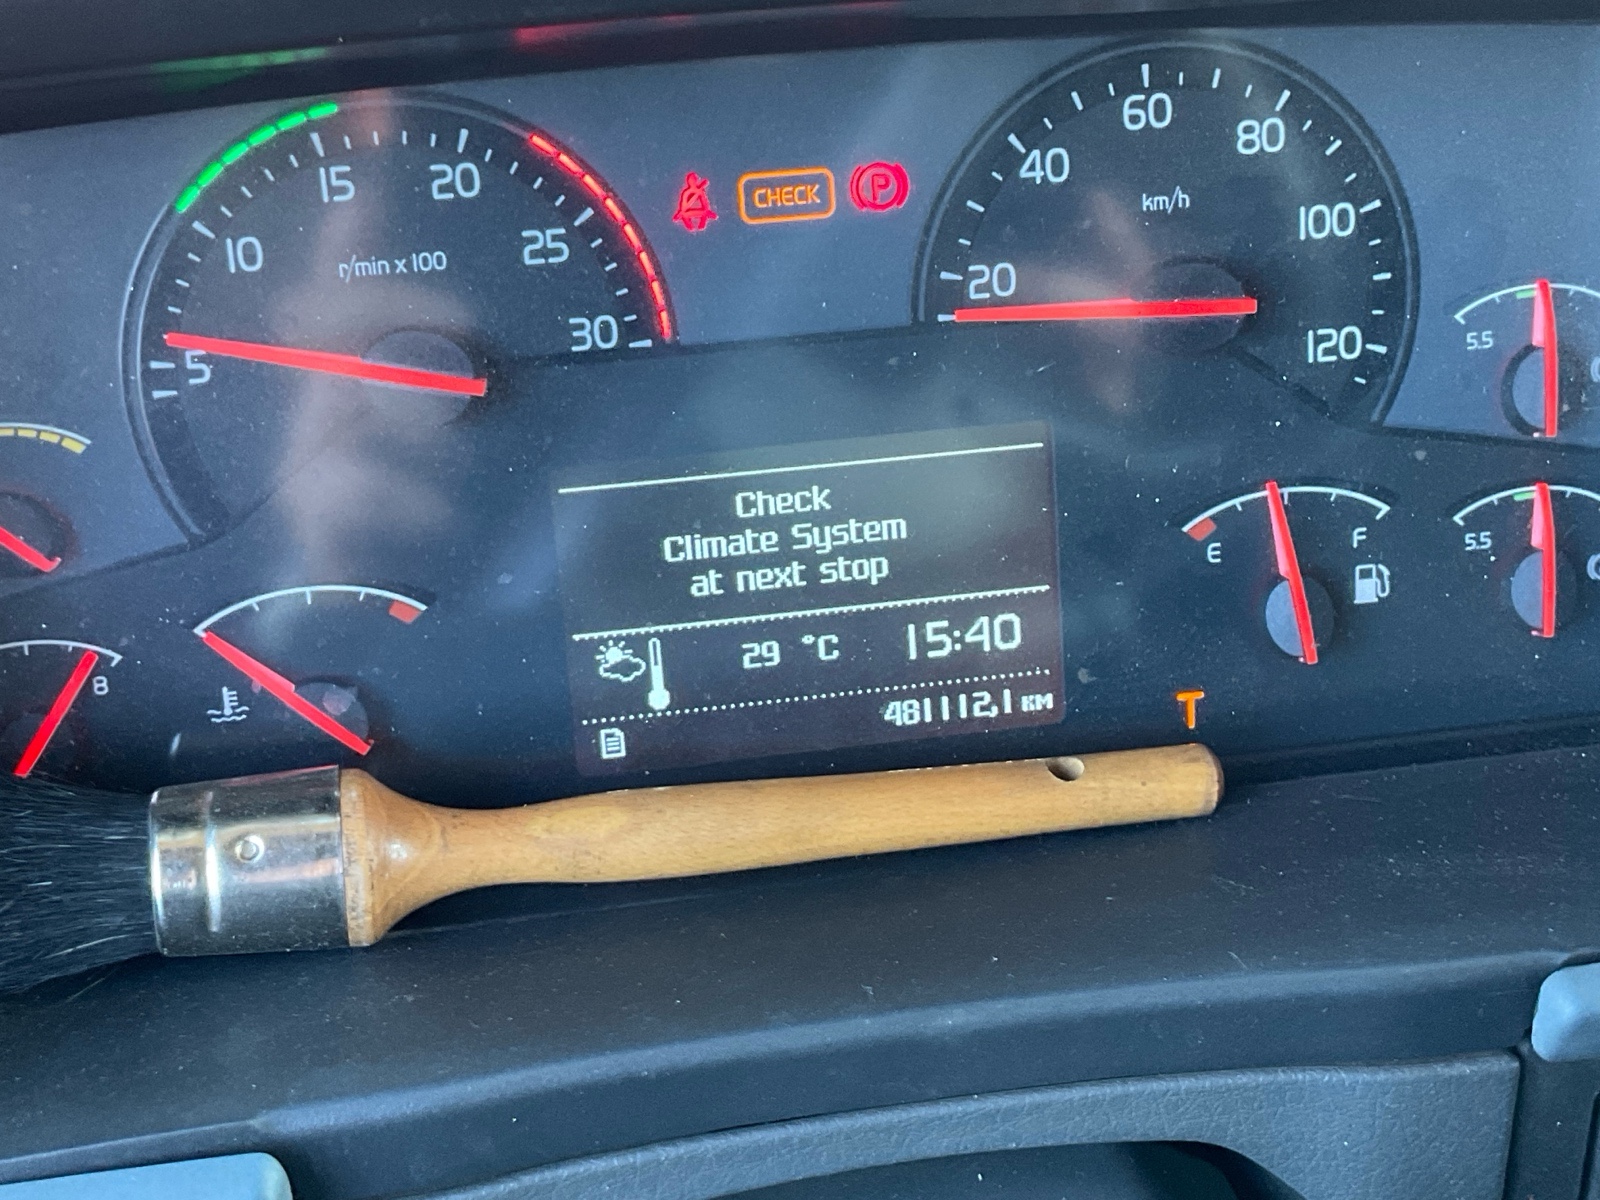 15
20
10
25
r/min x 100
5
30
CHECK
P
60
40
80
km/h
20
100
120
5.5
Check
Climate System
at next stop
29 °C
15:40
481112,1 KM
E
F
5.5
8
T